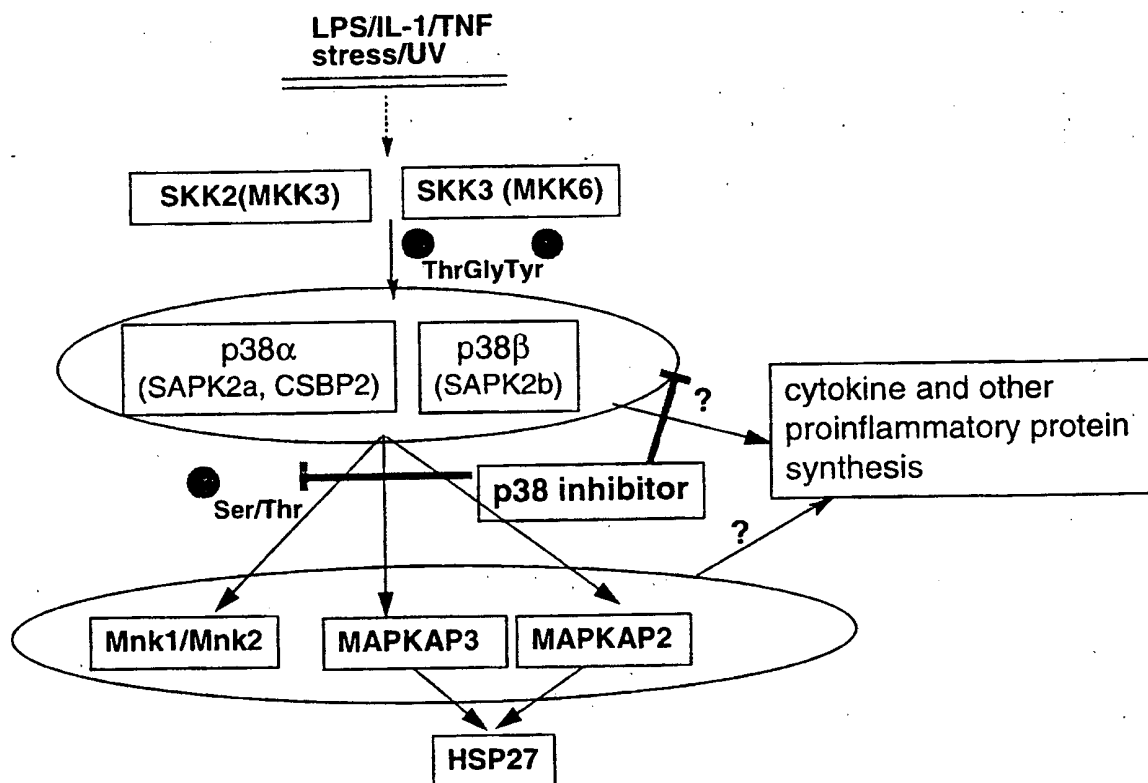 LPS/IL-1/TNF
stress/UV
SKK2(MKK3)
SKK3 (MKK6)
ThrGlyTyr
p38α
(SAPK2a, CSBP2)
p38β
(SAPK2b)
?
cytokine and other
proinflammatory protein
synthesis
p38 inhibitor
Ser/Thr
?
Mnk1/Mnk2
MAPKAP3
MAPKAP2
HSP27